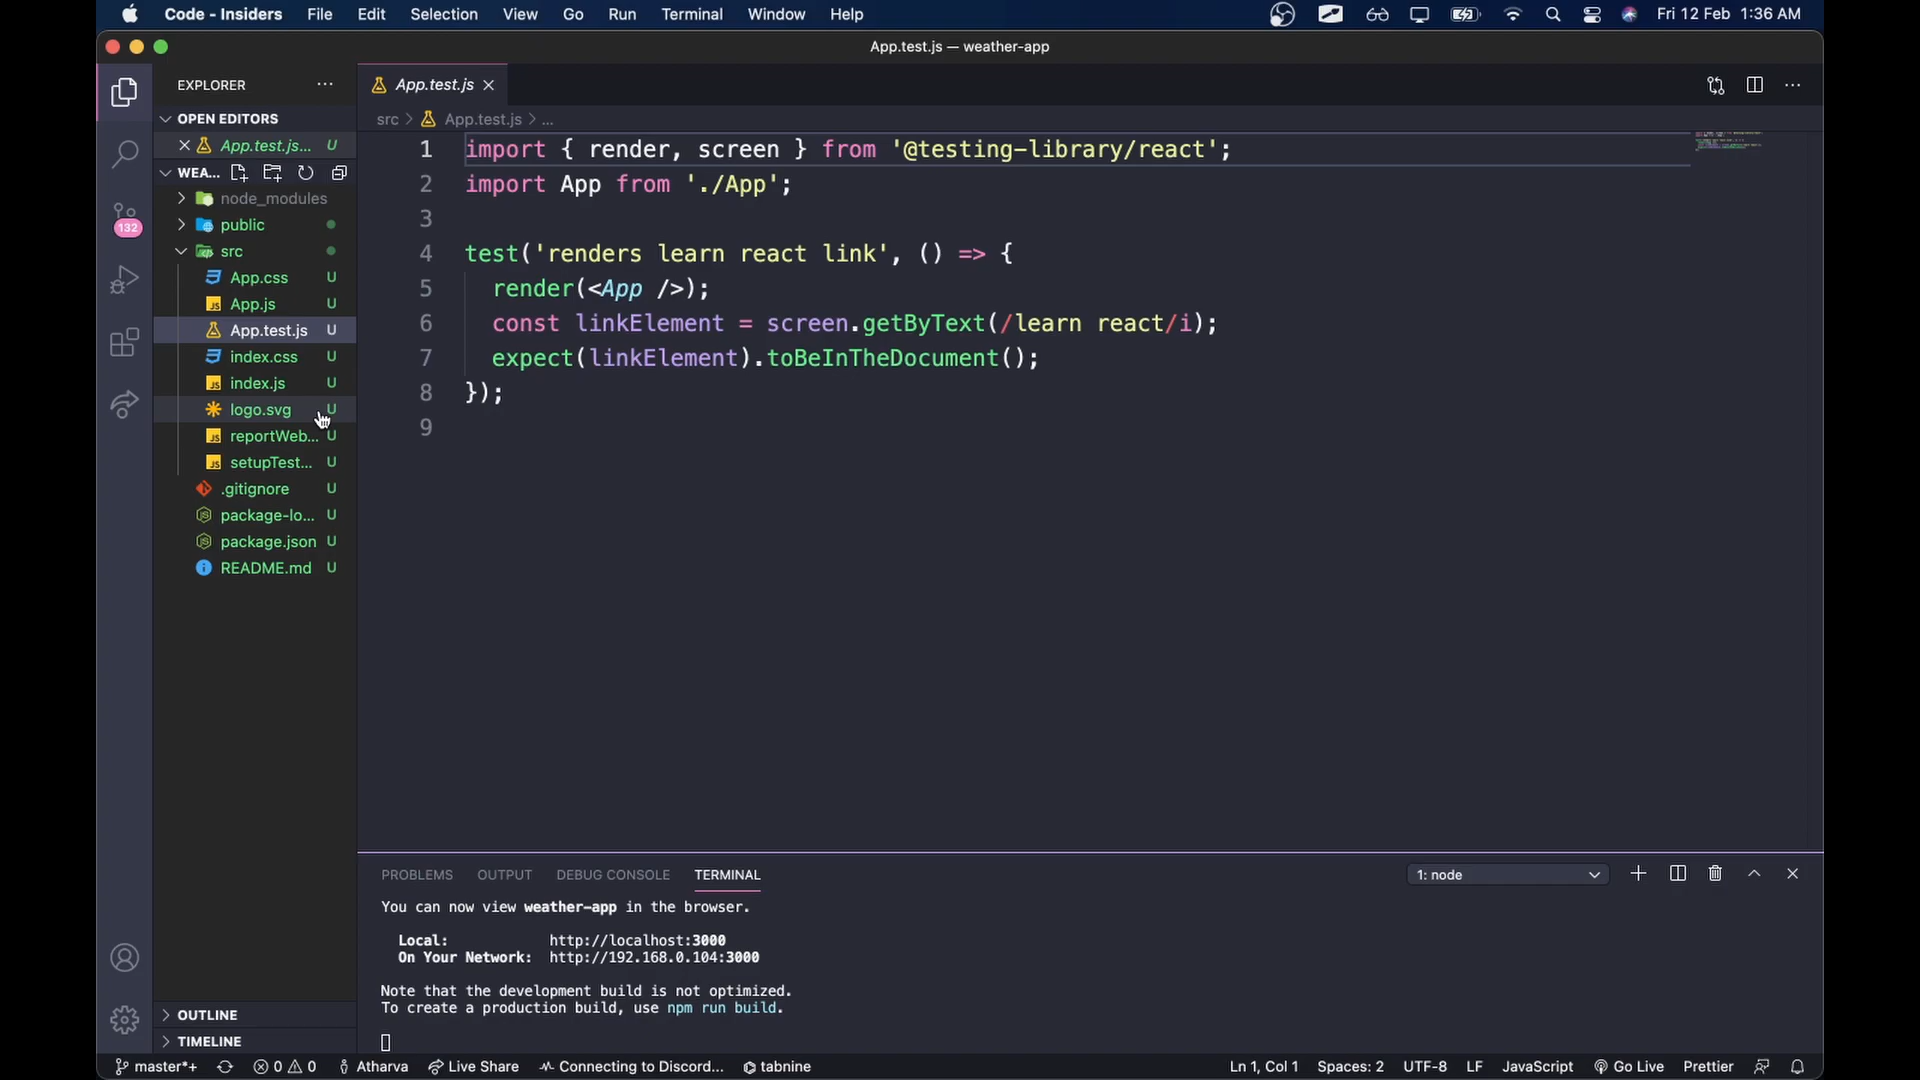 Code - Insiders File Edit Selection View Go Run Terminal Window Help Fri 12 Feb 1:36 AM
App.test.js — weather-app
EXPLORER ···
OPEN EDITORS
App.test.js... U
WEA...
node_modules
public
src
App.css U
App.js U
App.test.js U
index.css U
index.js U
logo.svg U
reportWeb... U
setupTest... U
.gitignore U
package-lo... U
package.json U
README.md U
OUTLINE
TIMELINE
132
App.test.js
src > App.test.js > ...
1 import { render, screen } from '@testing-library/react';
2 import App from './App';
3
4 test('renders learn react link', () => {
5 render(<App />);
6 const linkElement = screen.getByText(/learn react/i);
7 expect(linkElement).toBeInTheDocument();
8 });
9
PROBLEMS OUTPUT DEBUG CONSOLE TERMINAL 1: node
You can now view weather-app in the browser.
Local: http://localhost:3000
On Your Network: http://192.168.0.104:3000
Note that the development build is not optimized.
To create a production build, use npm run build.
master*+ 0 0 Atharva Live Share Connecting to Discord... tabnine Ln 1, Col 1 Spaces: 2 UTF-8 LF JavaScript Go Live Prettier